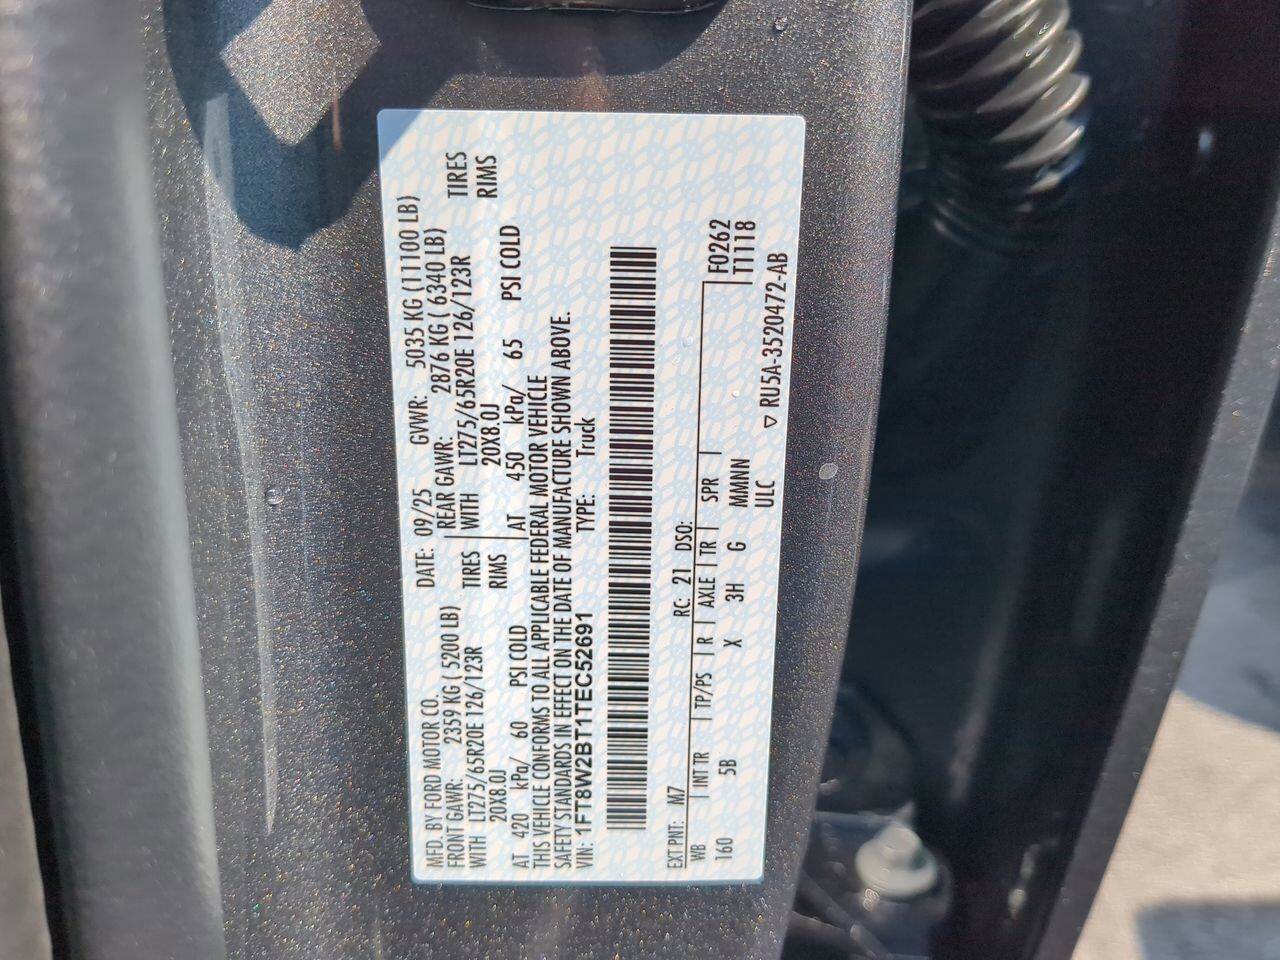 MFD. BY FORD MOTOR CO. DATE: 09/25 GVWR: 5035 KG (11100 LB)
FRONT GAWR: 2359 KG ( 5200 LB) REAR GAWR: 2876 KG ( 6340 LB)
WITH LT275/65R20E 126/123R TIRES WITH LT275/65R20E 126/123R TIRES
20X8.0J RIMS 20X8.0J RIMS
AT 420 kPa/ 60 PSI COLD AT 450 kPa/ 65 PSI COLD
THIS VEHICLE CONFORMS TO ALL APPLICABLE FEDERAL MOTOR VEHICLE
SAFETY STANDARDS IN EFFECT ON THE DATE OF MANUFACTURE SHOWN ABOVE.
VIN: 1FT8W2BT1TEC52691 TYPE: Truck
EXT PNT: M7 RC: 21 DSO:
WB INT TR TP/PS R AXLE TR SPR F0262
160 5B X 3H G MMMNN T1118
ULC
▽ RU5A-3520472-AB